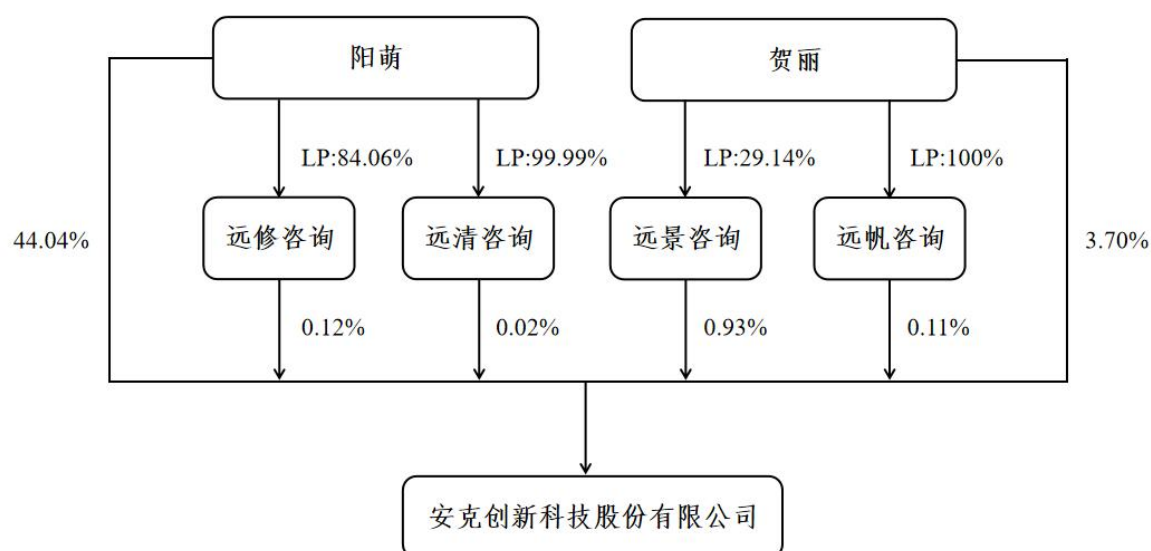 阳萌
贺丽
LP:84.06%
LP:99.99%
LP:29.14%
LP:100%
44.04%
远修咨询
远清咨询
远景咨询
远帆咨询
3.70%
0.12%
0.02%
0.93%
0.11%
安克创新科技股份有限公司